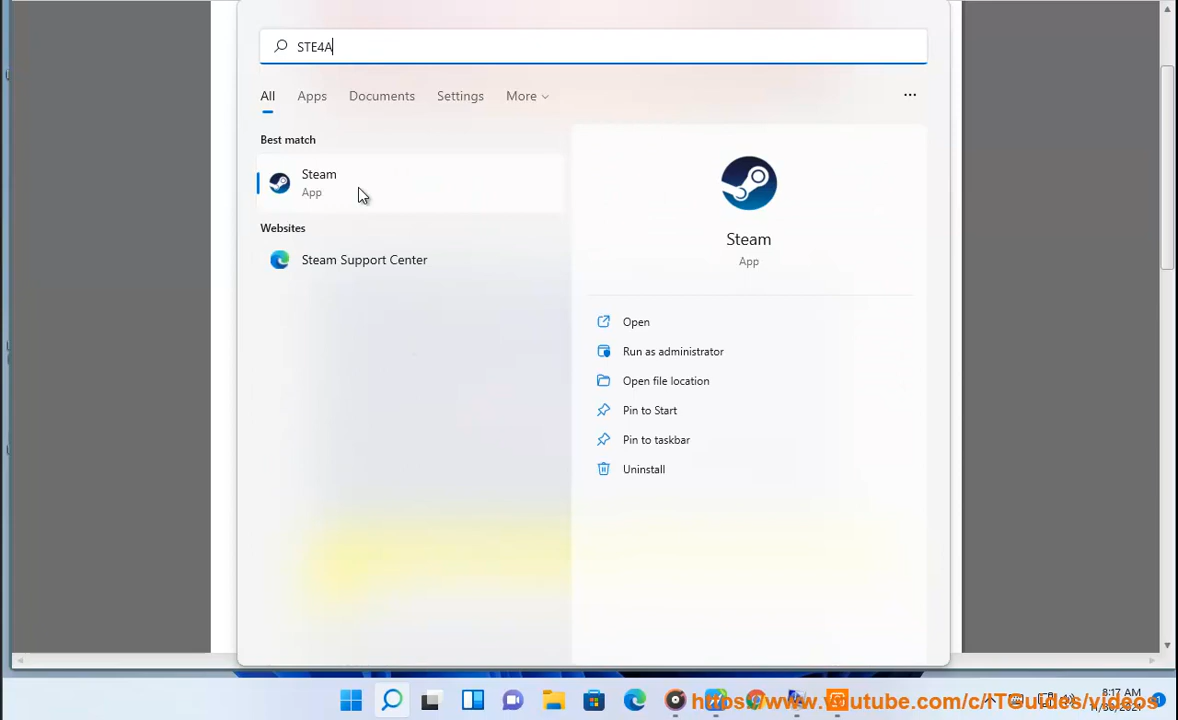 STE4A
All Apps Documents Settings More
Best match
Steam
App
Websites
Steam Support Center
Steam
App
Open
Run as administrator
Open file location
Pin to Start
Pin to taskbar
Uninstall
8:17 AM
https://www.youtube.com/c/ITGuides/videos